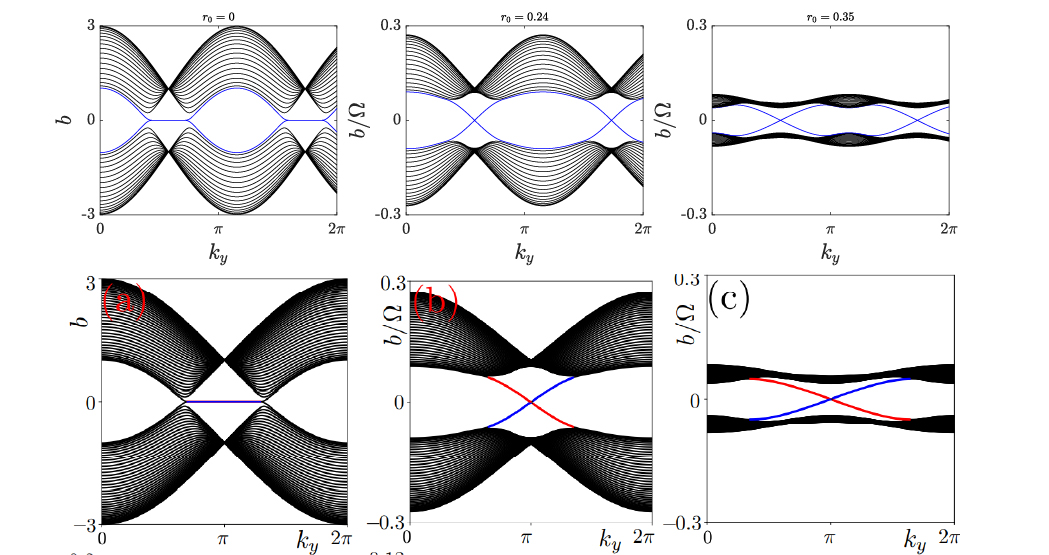 r₀ = 0
r₀ = 0.24
r₀ = 0.35
3
0
-3
b
0
π
2π
k_y
0.3
0
-0.3
b/Ω
0
π
2π
k_y
0.3
0
-0.3
b/Ω
0
π
2π
k_y
(a)
3
0
−3
b
0
π
k_y
2π
(b)
0.3
0
−0.3
b/Ω
0
π
k_y
2π
(c)
0.3
0
−0.3
b/Ω
0
π
k_y
2π